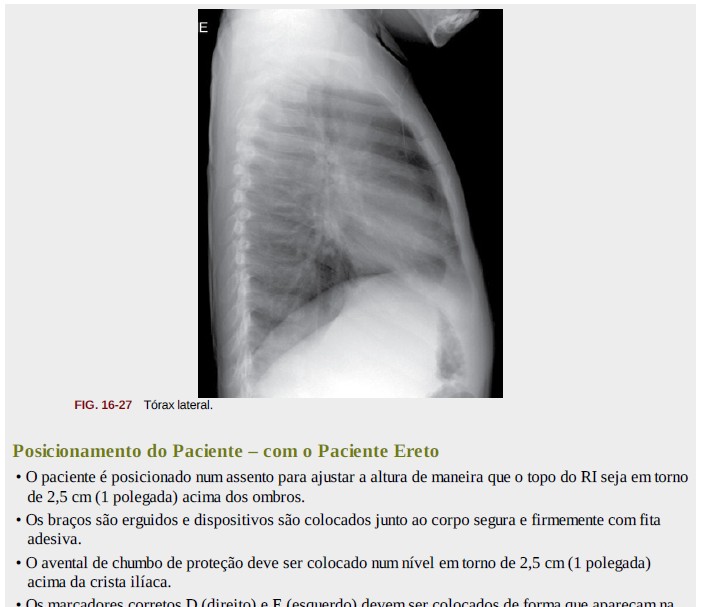 E
FIG. 16-27 Tórax lateral.
Posicionamento do Paciente – com o Paciente Ereto
• O paciente é posicionado num assento para ajustar a altura de maneira que o topo do RI seja em torno
de 2,5 cm (1 polegada) acima dos ombros.
• Os braços são erguidos e dispositivos são colocados junto ao corpo segura e firmemente com fita
adesiva.
• O avental de chumbo de proteção deve ser colocado num nível em torno de 2,5 cm (1 polegada)
acima da crista ilíaca.
• Os marcadores corretos D (direito) e E (esquerdo) devem ser colocados de forma que apareçam na